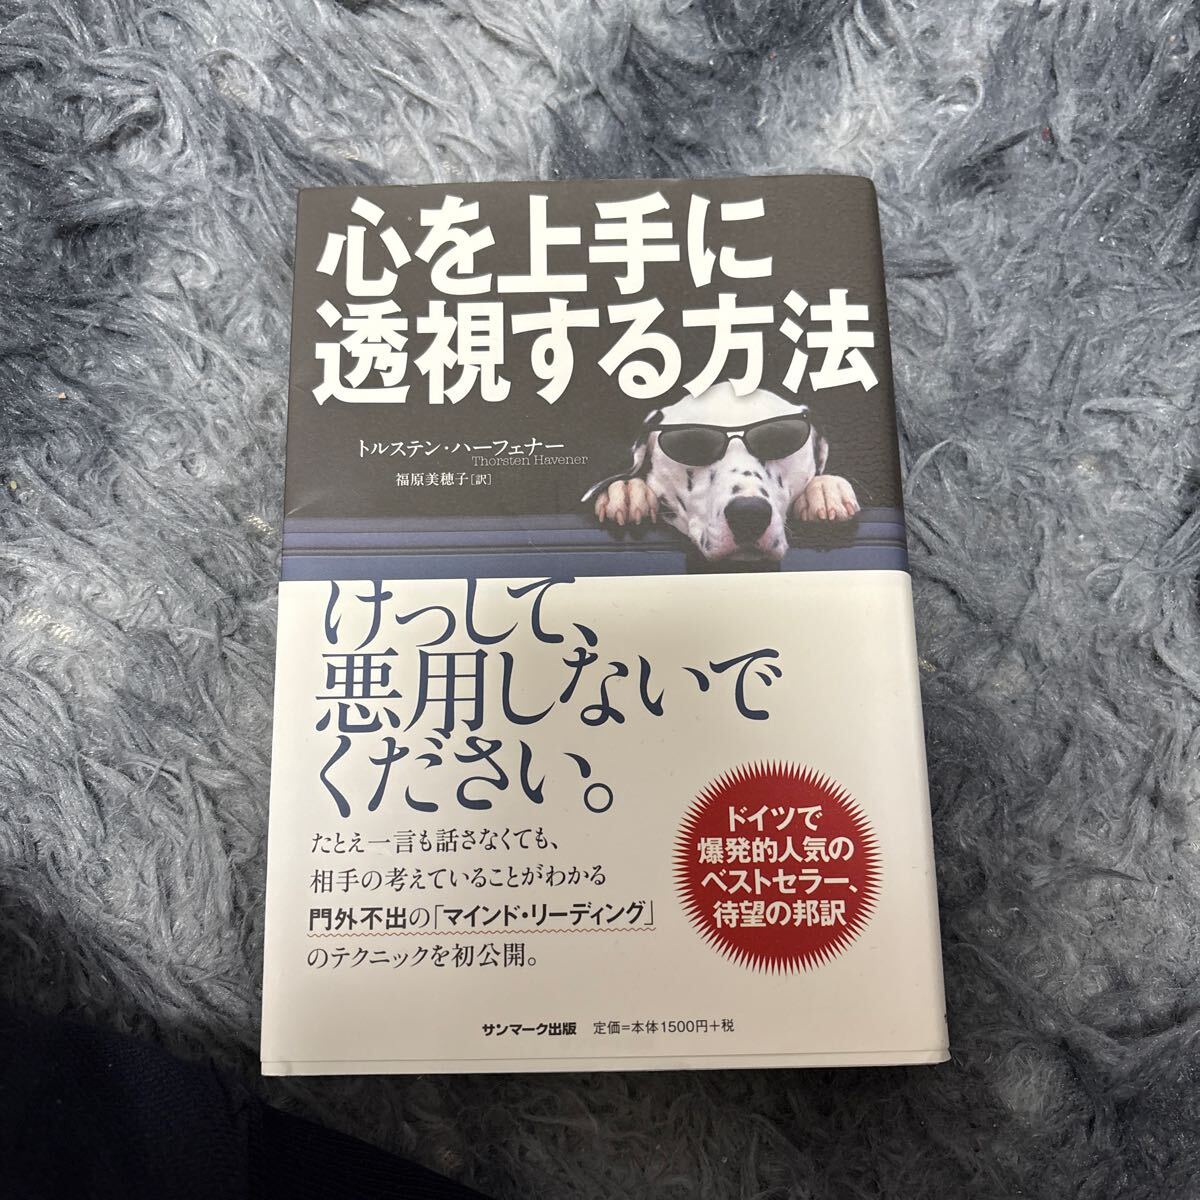 心を上手に
透視する方法
トルステン・ハーフェナー
Thorsten Havener
福原美穂子[訳]
けっして、
悪用しないで
ください。
たとえ一言も話さなくても、
相手の考えていることがわかる
門外不出の「マインド・リーディング」
のテクニックを初公開。
ドイツで
爆発的人気の
ベストセラー、
待望の邦訳
サンマーク出版 定価=本体1500円+税